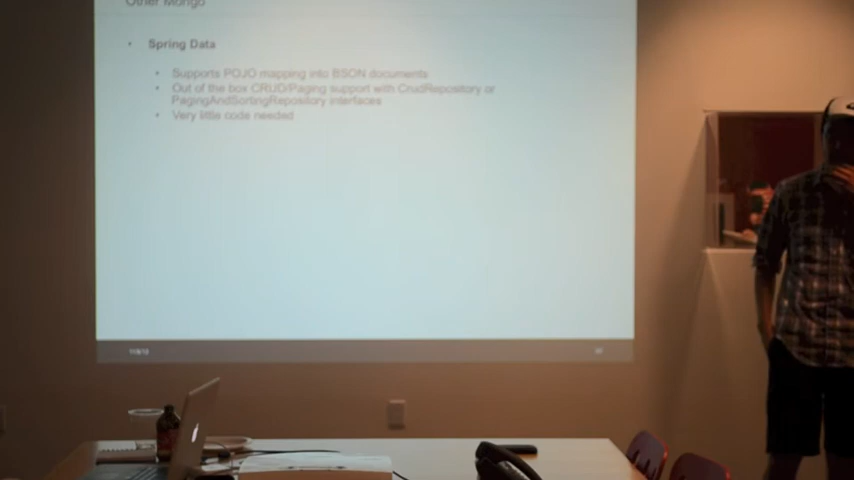 Other Mongo
• Spring Data
• Supports POJO mapping into BSON documents
• Out of the box CRUD/Paging support with CrudRepository or
PagingAndSortingRepository interfaces
• Very little code needed